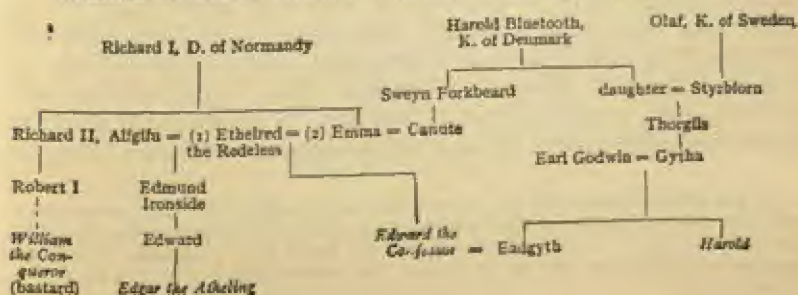 Harold Bluetooth, Olaf, K. of Sweden,
Richard I, D. of Normandy K. of Denmark
Sweyn Forkbeard daughter = Styrbiorn
Thorgils
Richard II, Alfgifu = (1) Ethelred = (2) Emma = Canute
the Redeless
Earl Godwin = Gytha
Robert I Edmund
Ironside
William Edward Edward the
the Con- Confessor = Eadgyth Harold
queror
(bastard) Edgar the Atheling